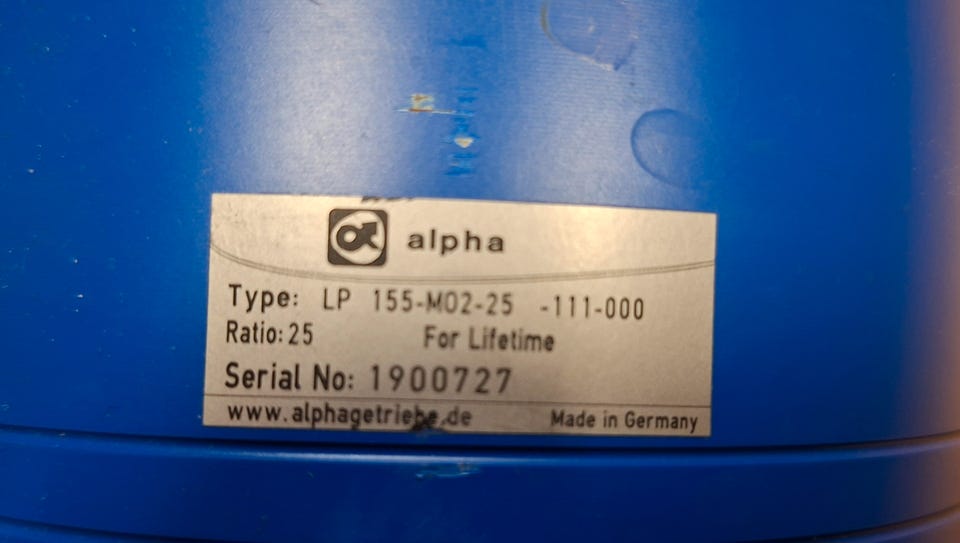 alpha
Type: LP 155-M02-25 -111-000
Ratio: 25 For Lifetime
Serial No: 1900727
www.alphagetriebe.de Made in Germany